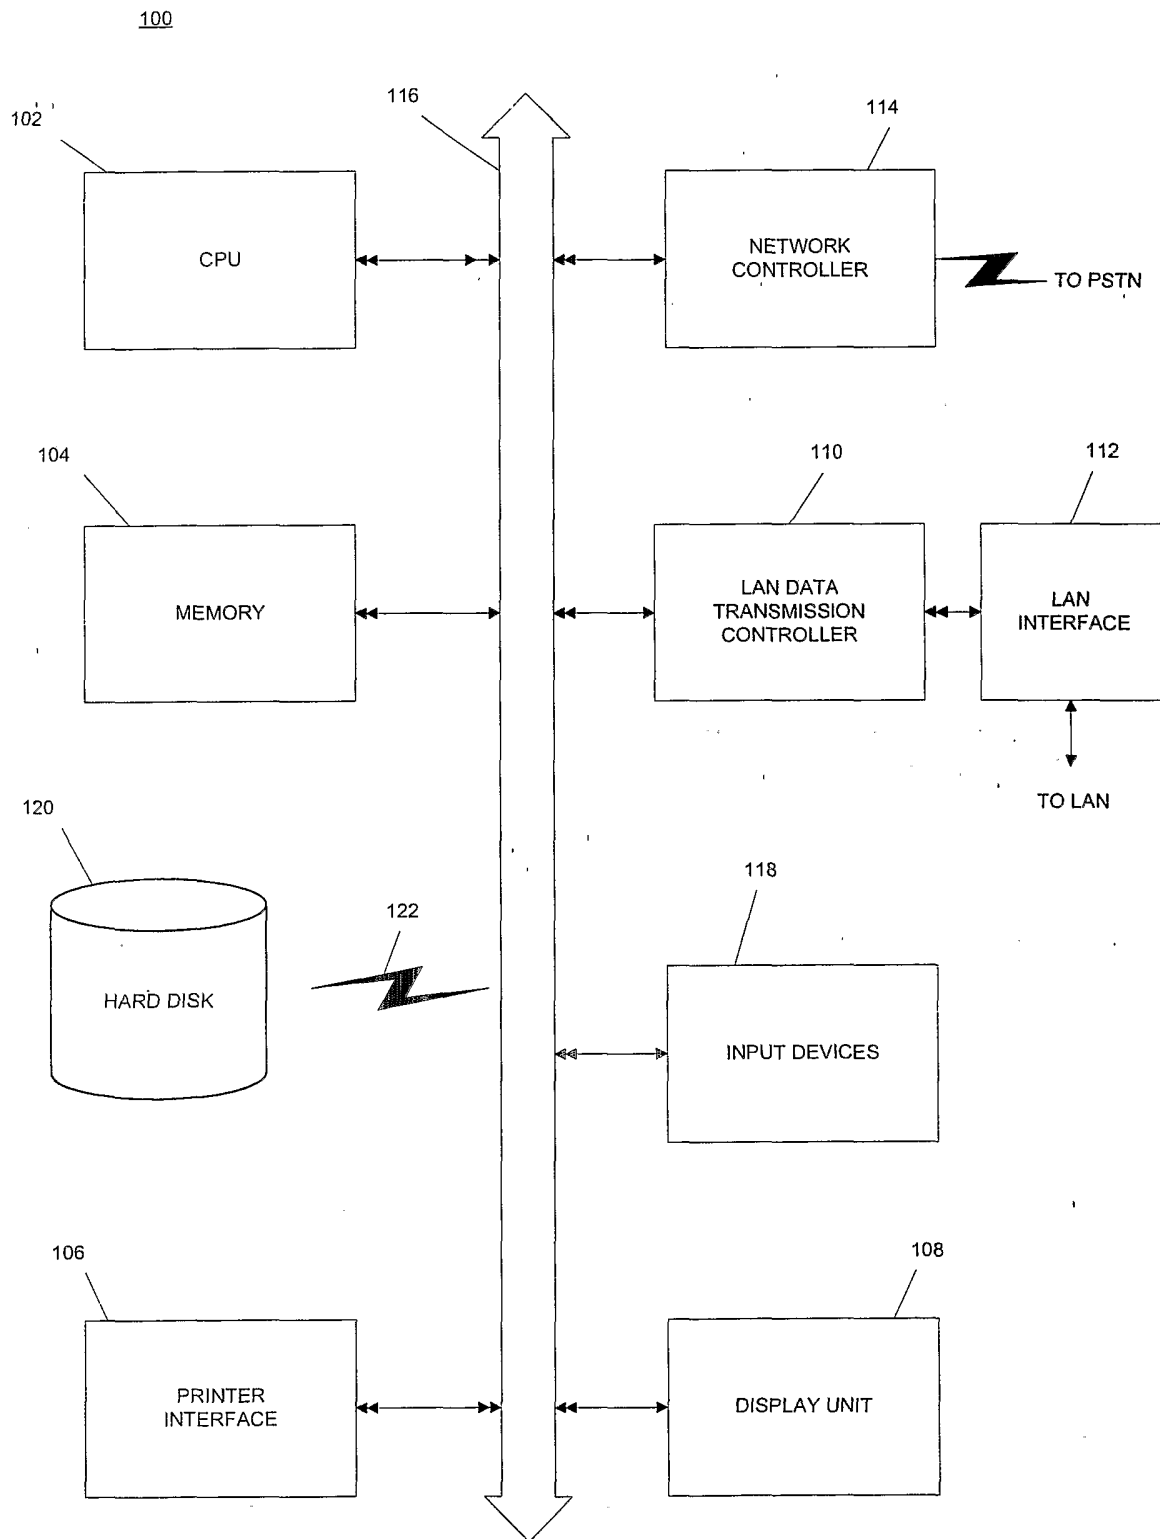 100
102
116
114
CPU
NETWORK
CONTROLLER
TO PSTN
104
110
112
MEMORY
LAN DATA
TRANSMISSION
CONTROLLER
LAN
INTERFACE
TO LAN
120
122
118
HARD DISK
INPUT DEVICES
106
108
PRINTER
INTERFACE
DISPLAY UNIT